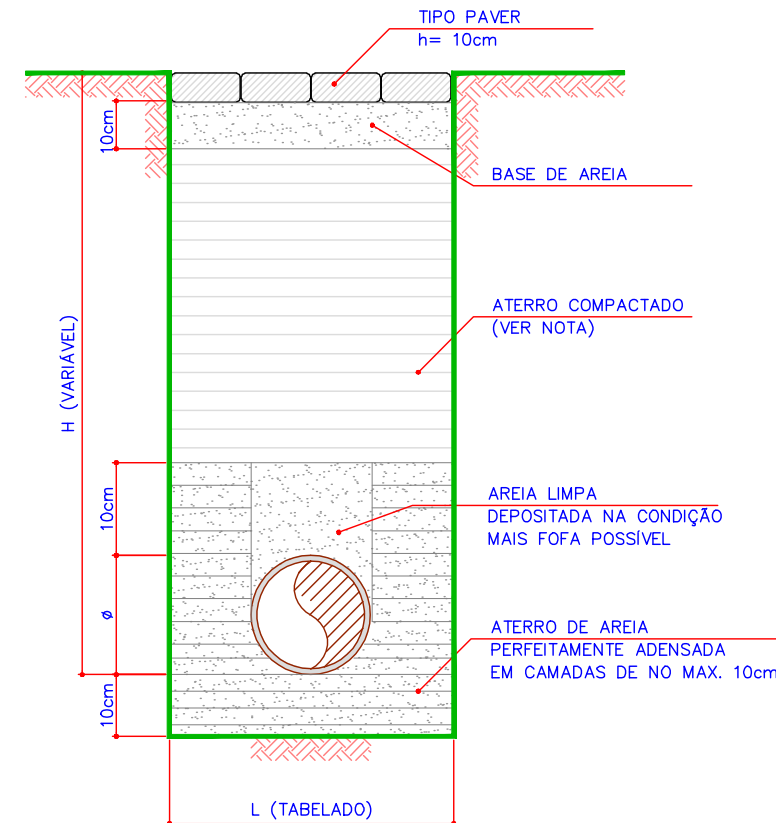 TIPO PAVER
h= 10cm
10cm
BASE DE AREIA
ATERRO COMPACTADO
(VER NOTA)
H (VARIÁVEL)
10cm
AREIA LIMPA
DEPOSITADA NA CONDIÇÃO
MAIS FOFA POSSÍVEL
ø
ATERRO DE AREIA
PERFEITAMENTE ADENSADA
EM CAMADAS DE NO MAX. 10cm
10cm
L (TABELADO)